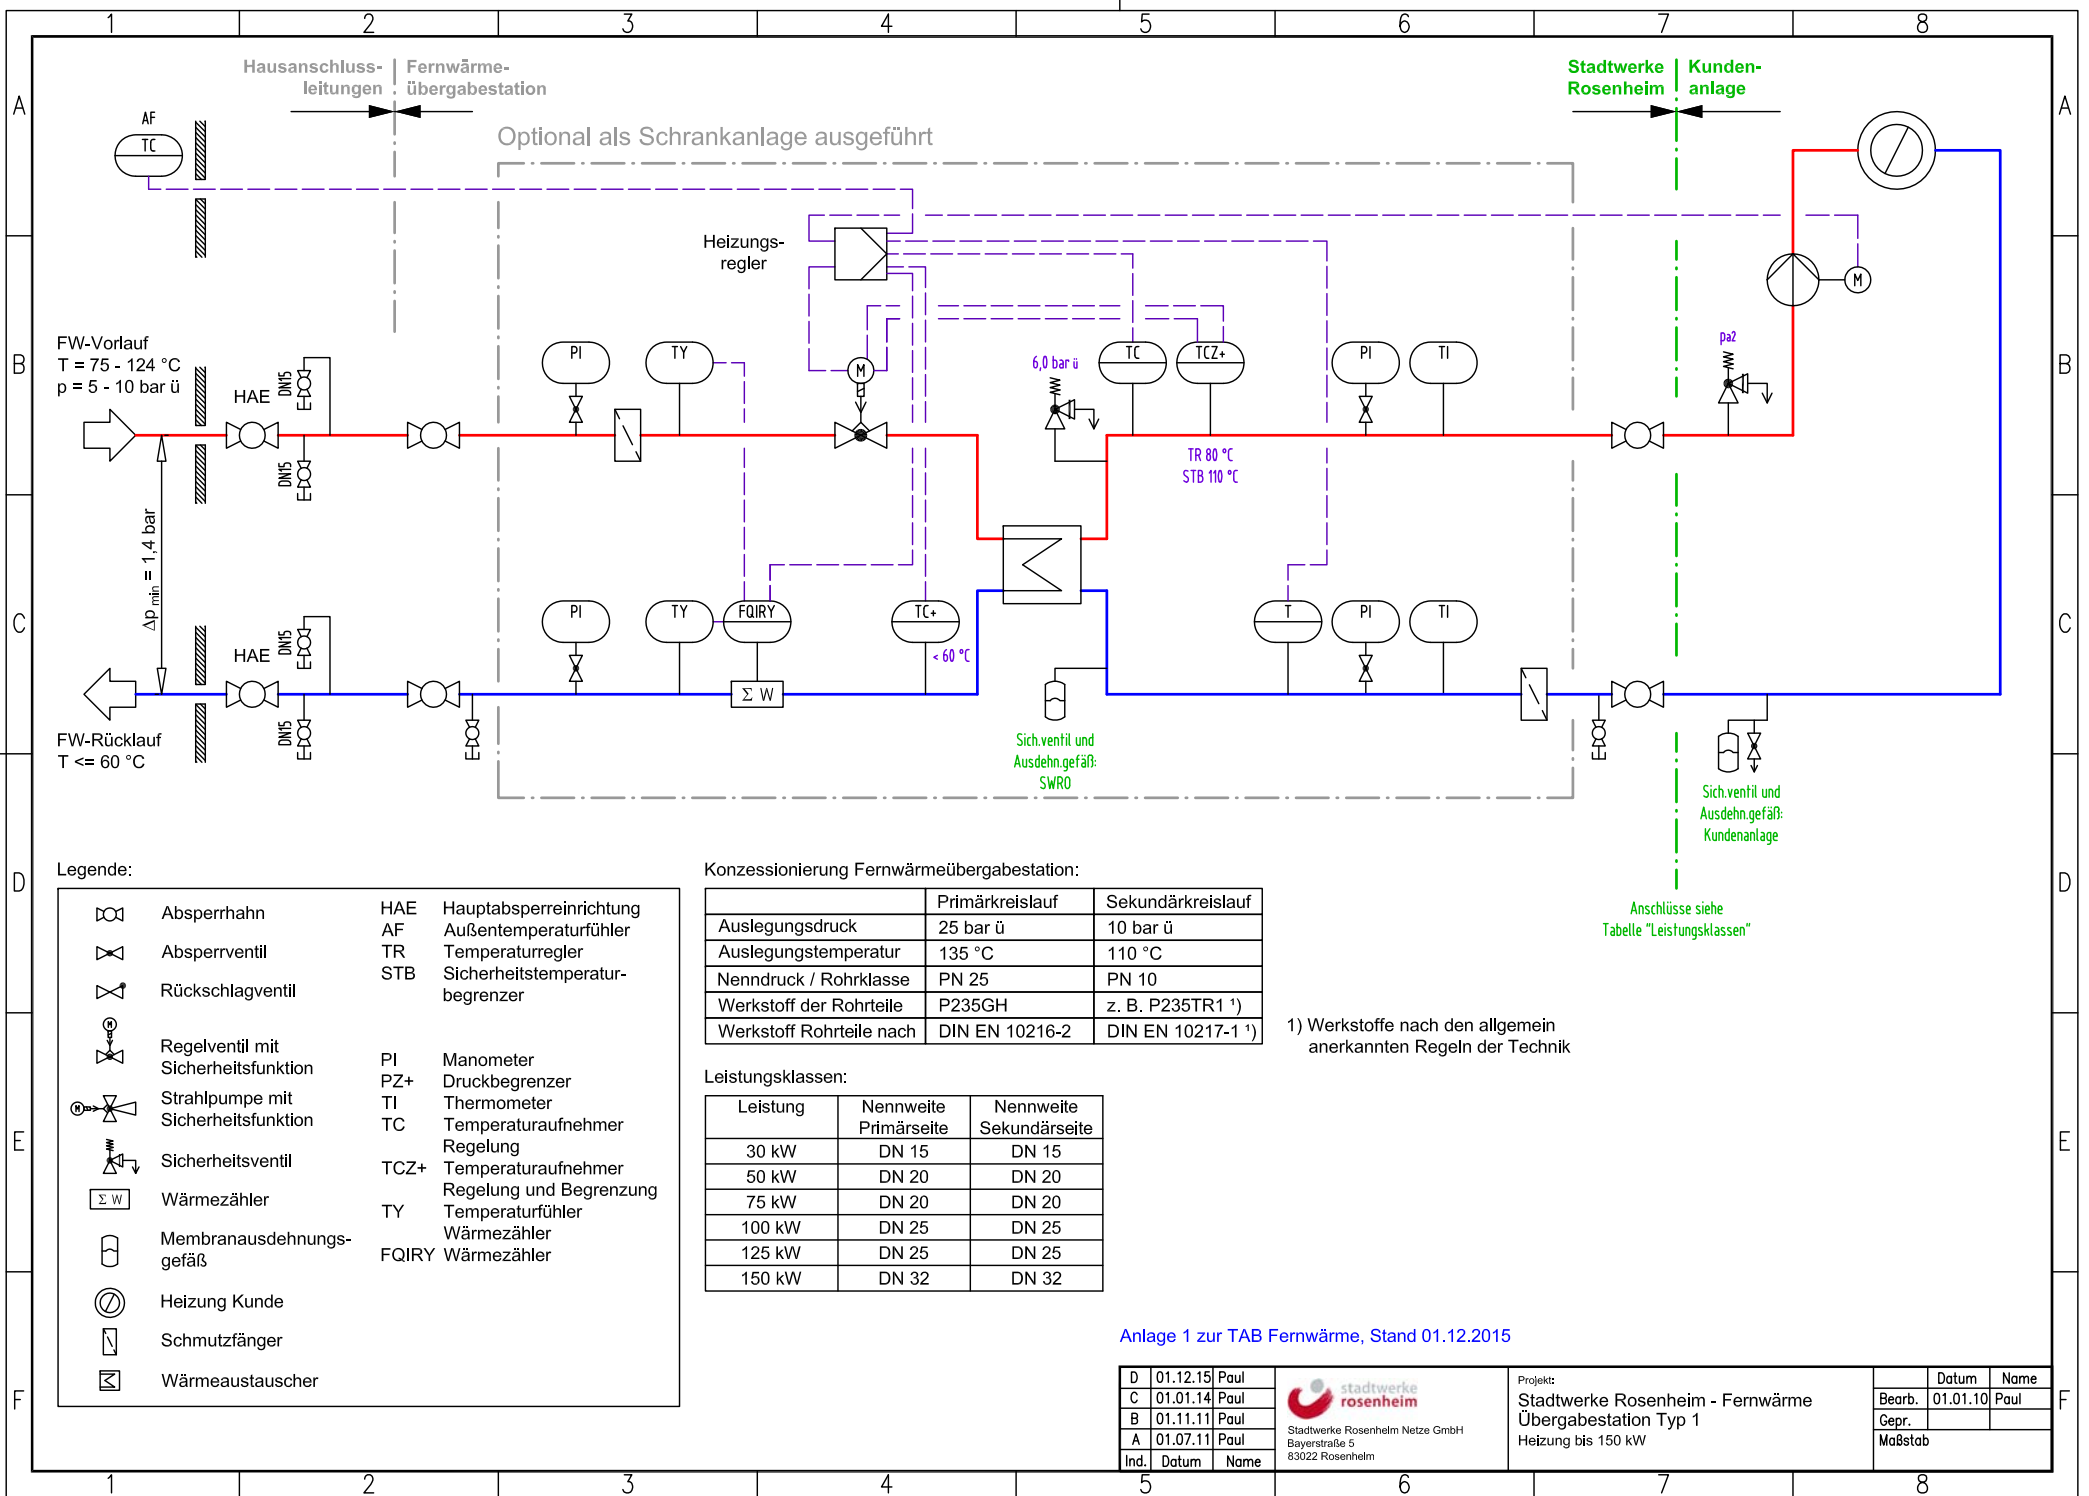 1 2 3 4 5 6 7 8
A A
B B
C C
D D
E E
F F
Hausanschluss-
leitungen
Fernwärme-
übergabestation
Stadtwerke
Rosenheim
Kunden-
anlage
AF
TC
Optional als Schrankanlage ausgeführt
Heizungs-
regler
M
FW-Vorlauf
T = 75 - 124 °C
p = 5 - 10 bar ü
HAE
DN15
DN15
PI
TY
M
6,0 bar ü
TC
TCZ+
PI
TI
pa2
TR 80 °C
STB 110 °C
Δp min = 1,4 bar
HAE
DN15
DN15
PI
TY
FQIRY
TC+
< 60 °C
Σ W
T
PI
TI
FW-Rücklauf
T <= 60 °C
Sich.ventil und
Ausdehn.gefäß:
SWRO
Sich.ventil und
Ausdehn.gefäß:
Kundenanlage
Anschlüsse siehe
Tabelle "Leistungsklassen"
Legende:
Absperrhahn
Absperrventil
Rückschlagventil
M
Regelventil mit
Sicherheitsfunktion
M
Strahlpumpe mit
Sicherheitsfunktion
Sicherheitsventil
Σ W Wärmezähler
Membranausdehnungs-
gefäß
Heizung Kunde
Schmutzfänger
Wärmeaustauscher
HAE Hauptabsperreinrichtung
AF Außentemperaturfühler
TR Temperaturregler
STB Sicherheitstemperatur-
begrenzer
PI Manometer
PZ+ Druckbegrenzer
TI Thermometer
TC Temperaturaufnehmer
Regelung
TCZ+ Temperaturaufnehmer
Regelung und Begrenzung
TY Temperaturfühler
Wärmezähler
FQIRY Wärmezähler
Konzessionierung Fernwärmeübergabestation:
Primärkreislauf Sekundärkreislauf
Auslegungsdruck 25 bar ü 10 bar ü
Auslegungstemperatur 135 °C 110 °C
Nenndruck / Rohrklasse PN 25 PN 10
Werkstoff der Rohrteile P235GH z. B. P235TR1 ¹)
Werkstoff Rohrteile nach DIN EN 10216-2 DIN EN 10217-1 ¹)
1) Werkstoffe nach den allgemein
anerkannten Regeln der Technik
Leistungsklassen:
Leistung Nennweite Nennweite
Primärseite Sekundärseite
30 kW DN 15 DN 15
50 kW DN 20 DN 20
75 kW DN 20 DN 20
100 kW DN 25 DN 25
125 kW DN 25 DN 25
150 kW DN 32 DN 32
Anlage 1 zur TAB Fernwärme, Stand 01.12.2015
D 01.12.15 Paul
C 01.01.14 Paul
B 01.11.11 Paul
A 01.07.11 Paul
Ind. Datum Name
stadtwerke
rosenheim
Stadtwerke Rosenheim Netze GmbH
Bayerstraße 5
83022 Rosenheim
Projekt:
Stadtwerke Rosenheim - Fernwärme
Übergabestation Typ 1
Heizung bis 150 kW
Datum Name
Bearb. 01.01.10 Paul
Gepr.
Maßstab
1 2 3 4 5 6 7 8